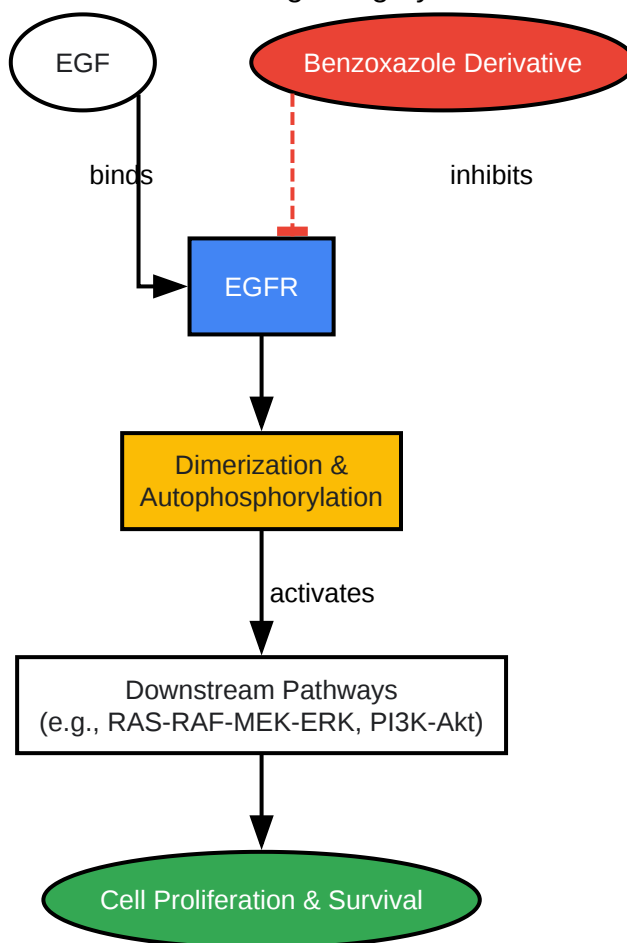 EGF
Benzoxazole Derivative
binds
inhibits
EGFR
Dimerization &
Autophosphorylation
activates
Downstream Pathways
(e.g., RAS-RAF-MEK-ERK, PI3K-Akt)
Cell Proliferation & Survival